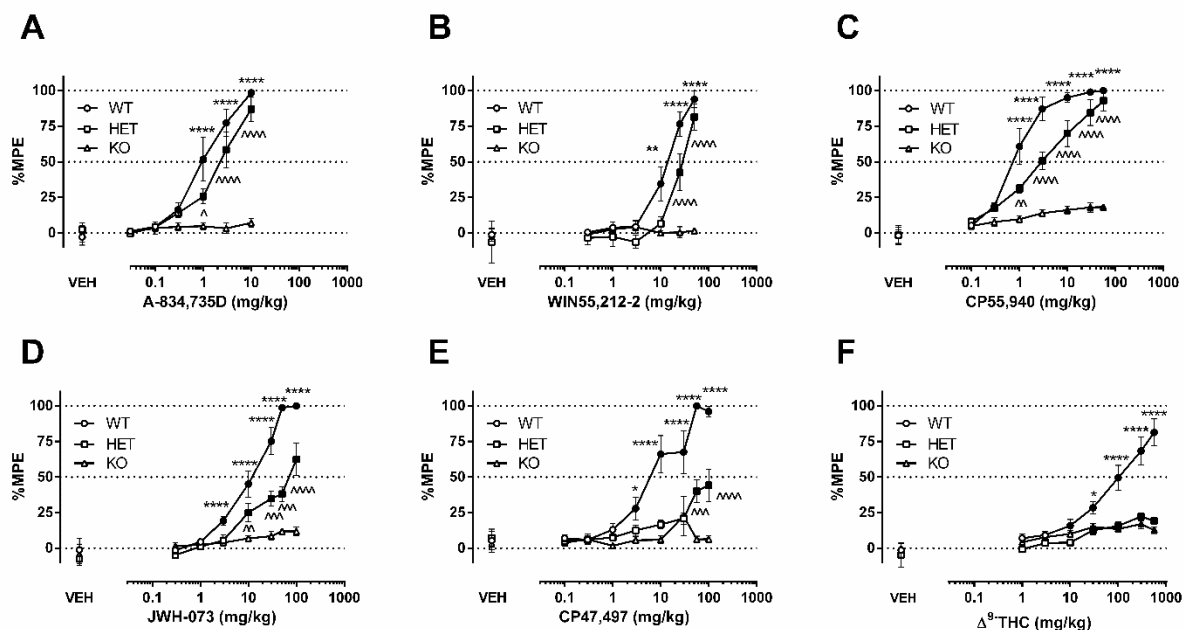 A
B
C
%MPE
100
75
50
25
0
WT
HET
KO
****
****
****
^
^^^^
^^^^
VEH
0.1
1
10
100
1000
A-834,735D (mg/kg)
%MPE
100
75
50
25
0
WT
HET
KO
**
****
****
^^^^
^^^^
VEH
0.1
1
10
100
1000
WIN55,212-2 (mg/kg)
%MPE
100
75
50
25
0
WT
HET
KO
****
****
****
****
****
^^
^^^^
^^^^
^^^^
^^^^
VEH
0.1
1
10
100
1000
CP55,940 (mg/kg)
D
E
F
%MPE
100
75
50
25
0
WT
HET
KO
****
****
****
****
****
^^
^^^
^^^
^^^^
VEH
0.1
1
10
100
1000
JWH-073 (mg/kg)
%MPE
100
75
50
25
0
WT
HET
KO
*
****
****
****
****
^^^
^^^^
VEH
0.1
1
10
100
1000
CP47,497 (mg/kg)
%MPE
100
75
50
25
0
WT
HET
KO
*
****
****
****
VEH
0.1
1
10
100
1000
Δ⁹-THC (mg/kg)